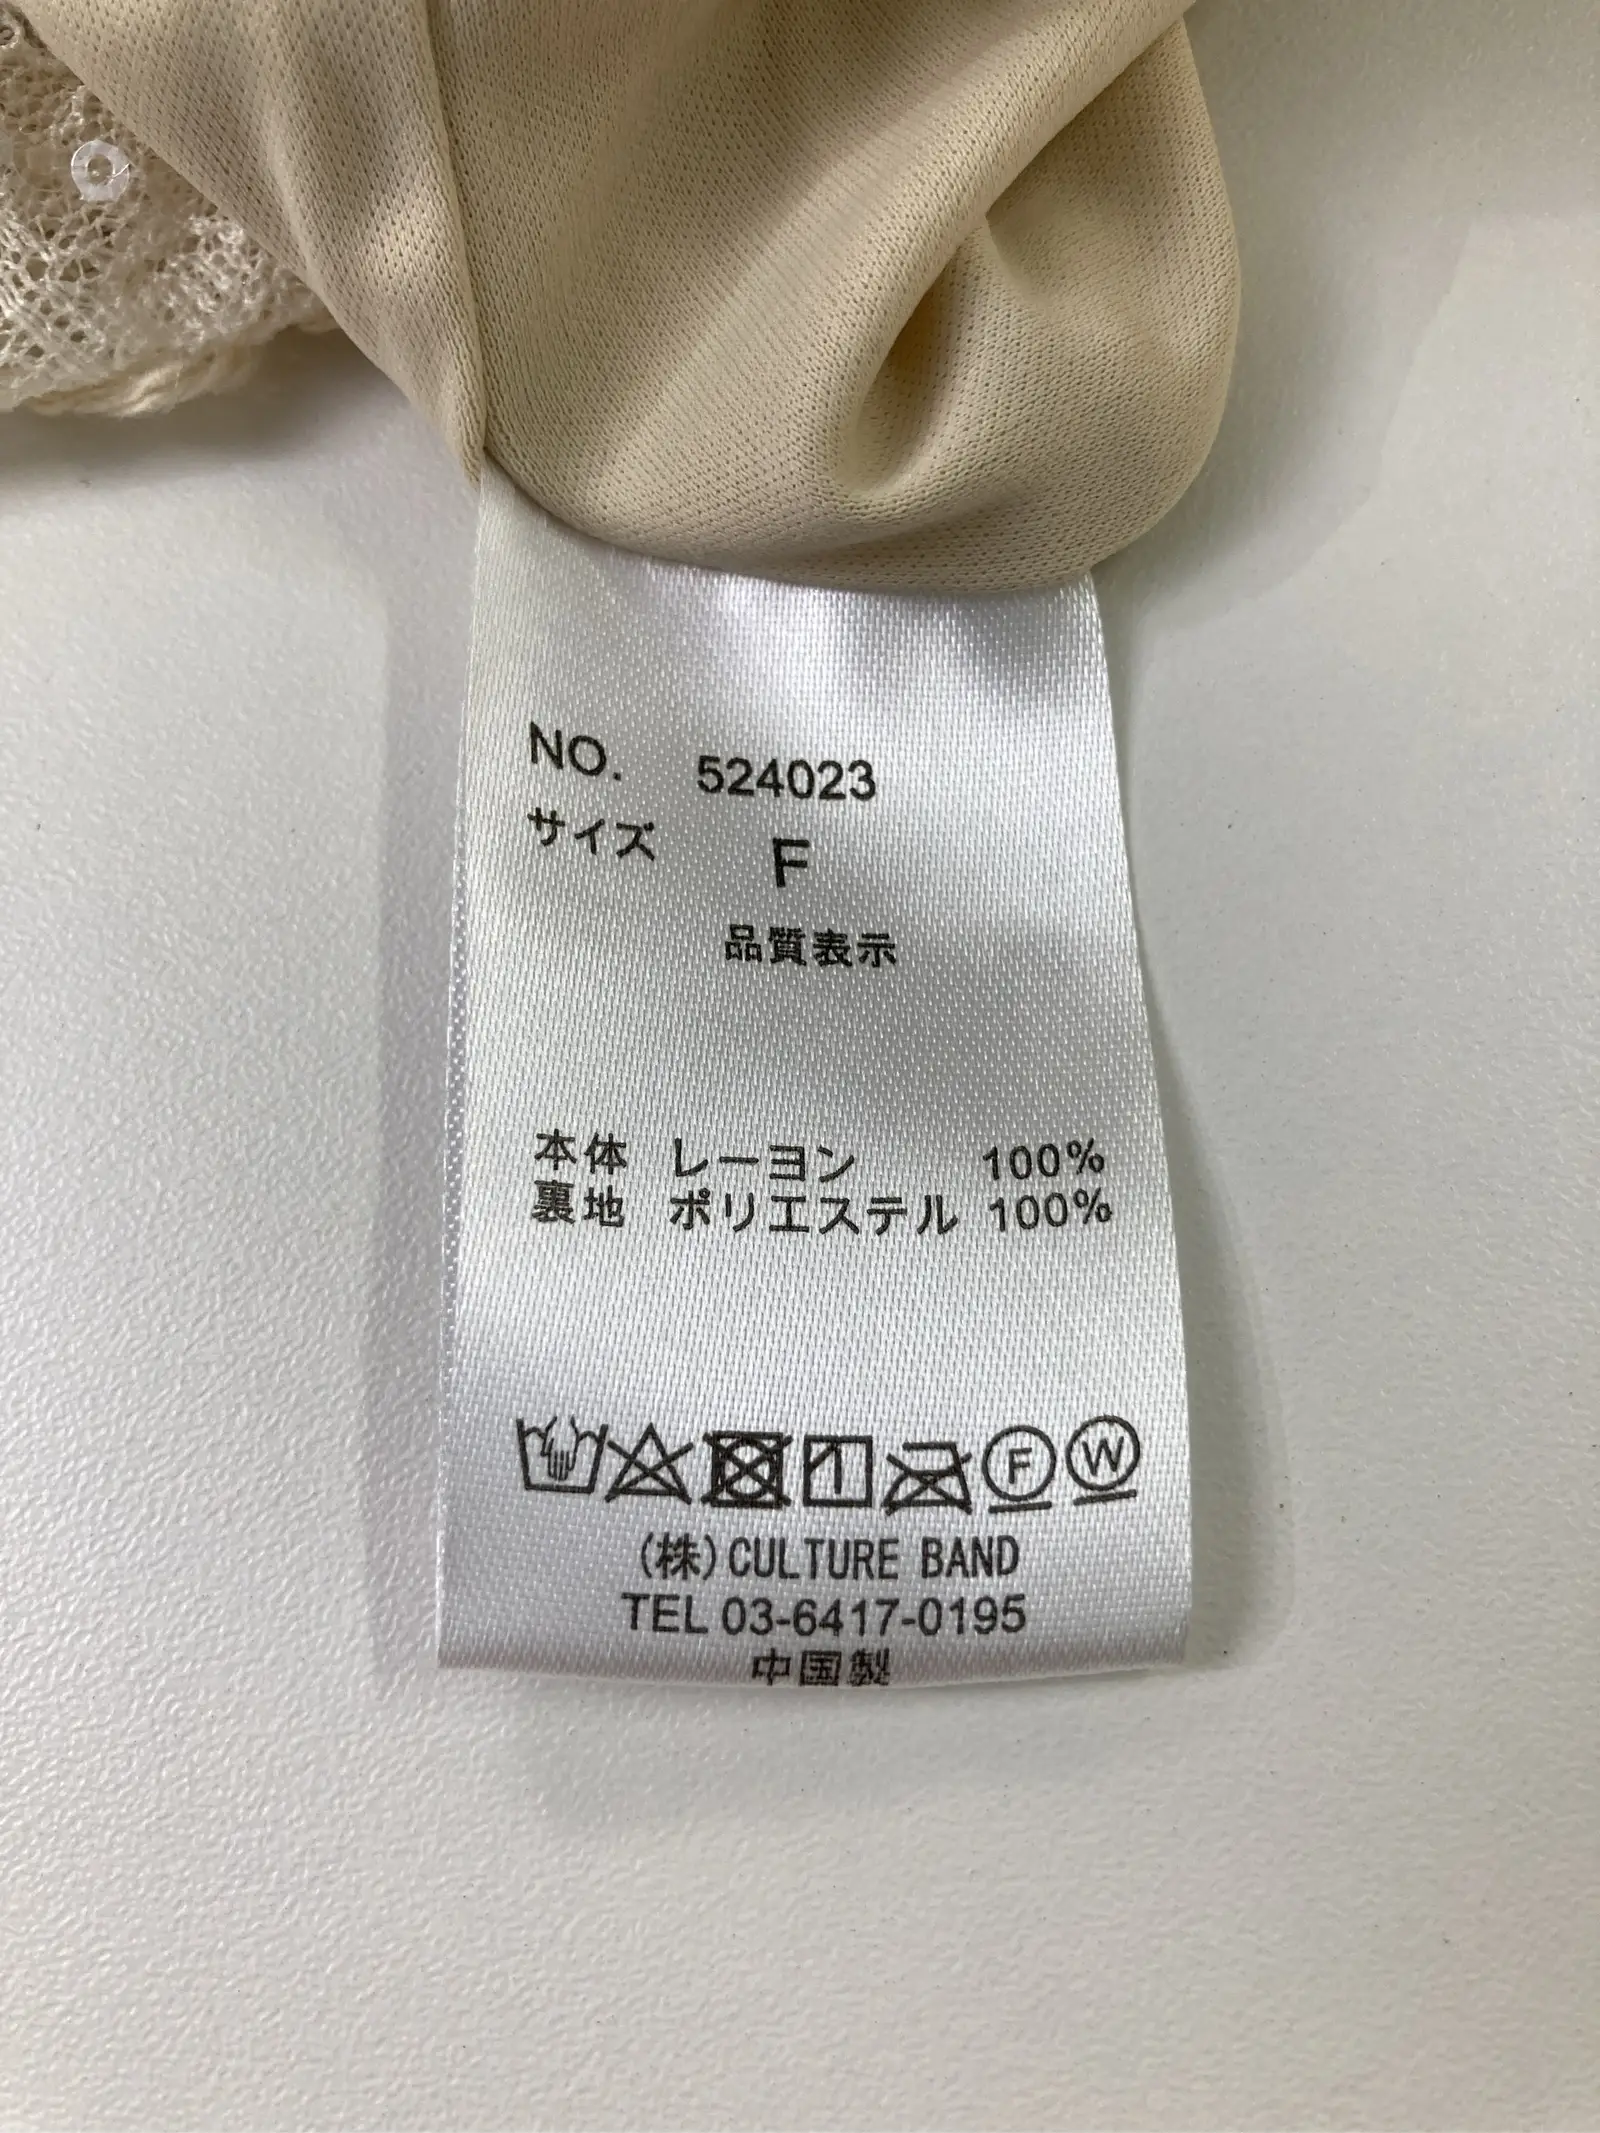 NO. 524023
サイズ F
品質表示
本体 レーヨン 100%
裏地 ポリエステル 100%
F W
(株)CULTURE BAND
TEL 03-6417-0195
中国製